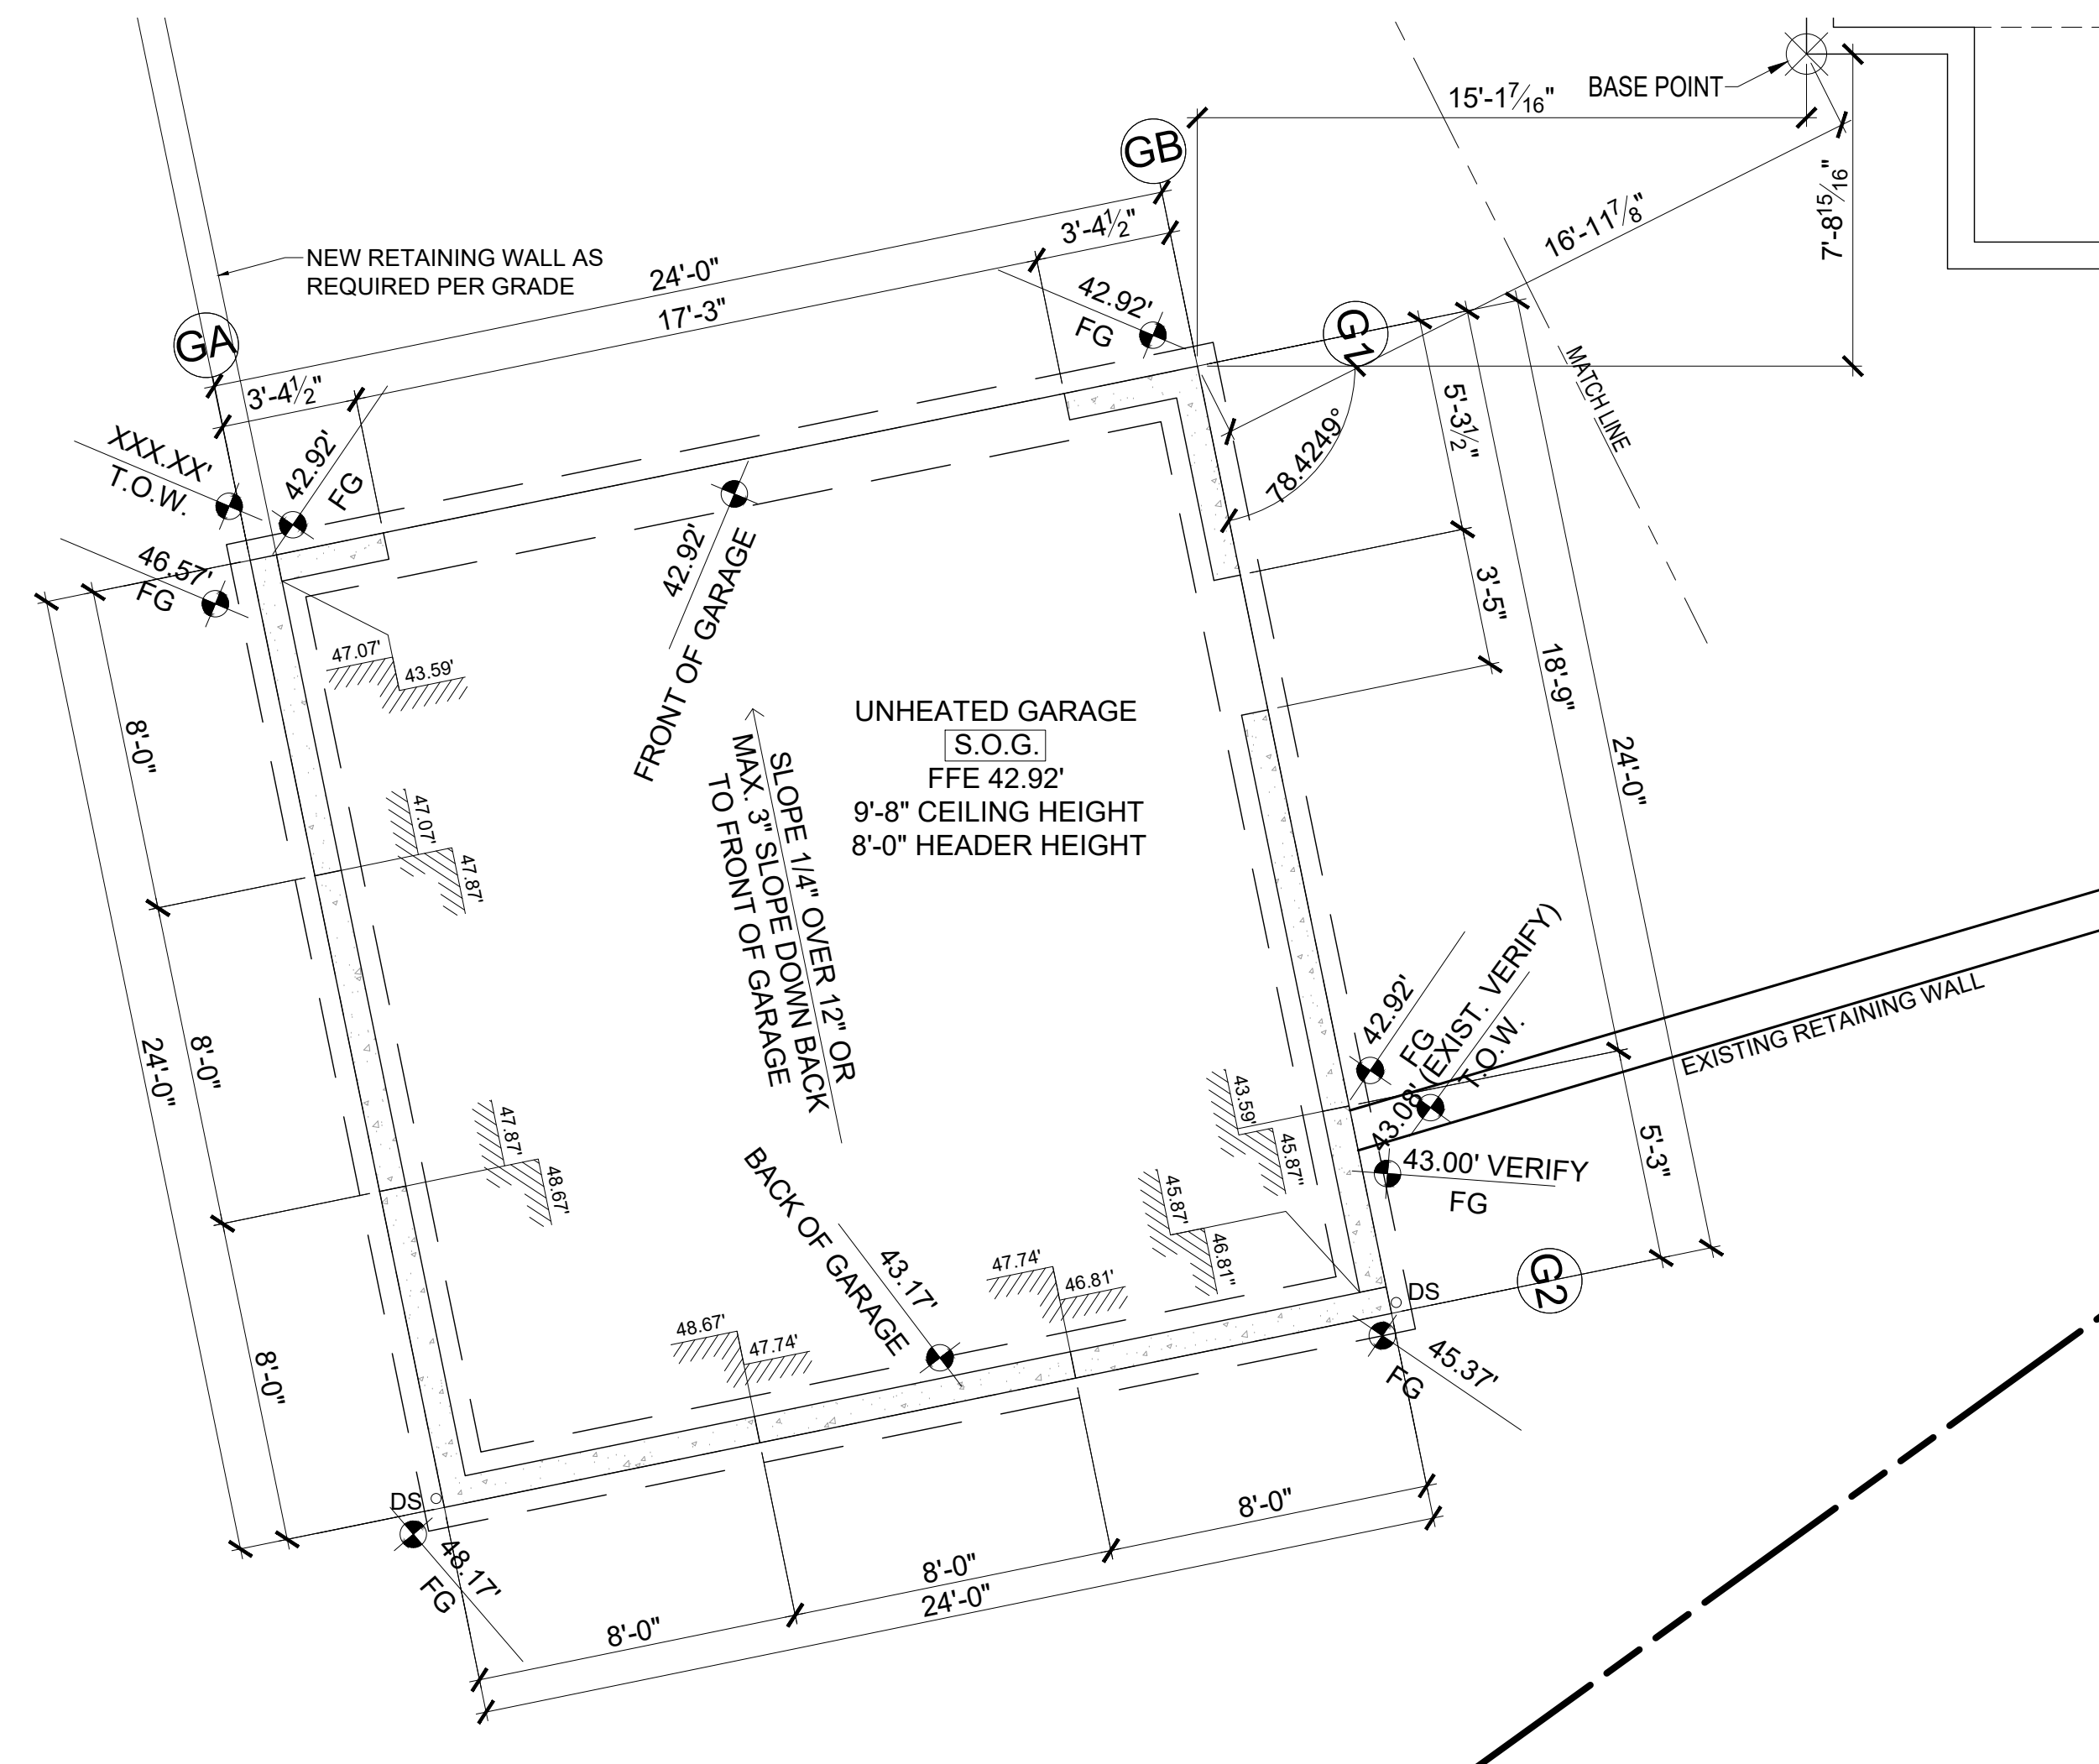 BASE POINT
15'-1 7/16"
7'-8 15/16"
16'-11 7/8"
GB
3'-4 1/2"
24'-0"
17'-3"
NEW RETAINING WALL AS
REQUIRED PER GRADE
GA
3'-4 1/2"
42.92'
FG
G1
MATCH LINE
78.4249°
5'-3 1/2"
3'-5"
18'-9"
24'-0"
5'-3"
XXX.XX'
T.O.W.
42.92'
FG
46.57'
FG
42.92'
FRONT OF GARAGE
47.07'
43.59'
UNHEATED GARAGE
S.O.G.
FFE 42.92'
9'-8" CEILING HEIGHT
8'-0" HEADER HEIGHT
SLOPE 1/4" OVER 12" OR
MAX. 3" SLOPE DOWN BACK
TO FRONT OF GARAGE
8'-0"
8'-0"
8'-0"
24'-0"
47.07'
47.87'
47.87'
48.67'
42.92'
FG
43.08' (EXIST. VERIFY)
T.O.W.
EXISTING RETAINING WALL
43.00' VERIFY
FG
43.59'
45.87"
45.87'
46.81"
BACK OF GARAGE
43.17'
47.74'
46.81'
48.67'
47.74'
G2
DS
45.37'
FG
DS
48.17'
FG
8'-0"
8'-0"
8'-0"
24'-0"